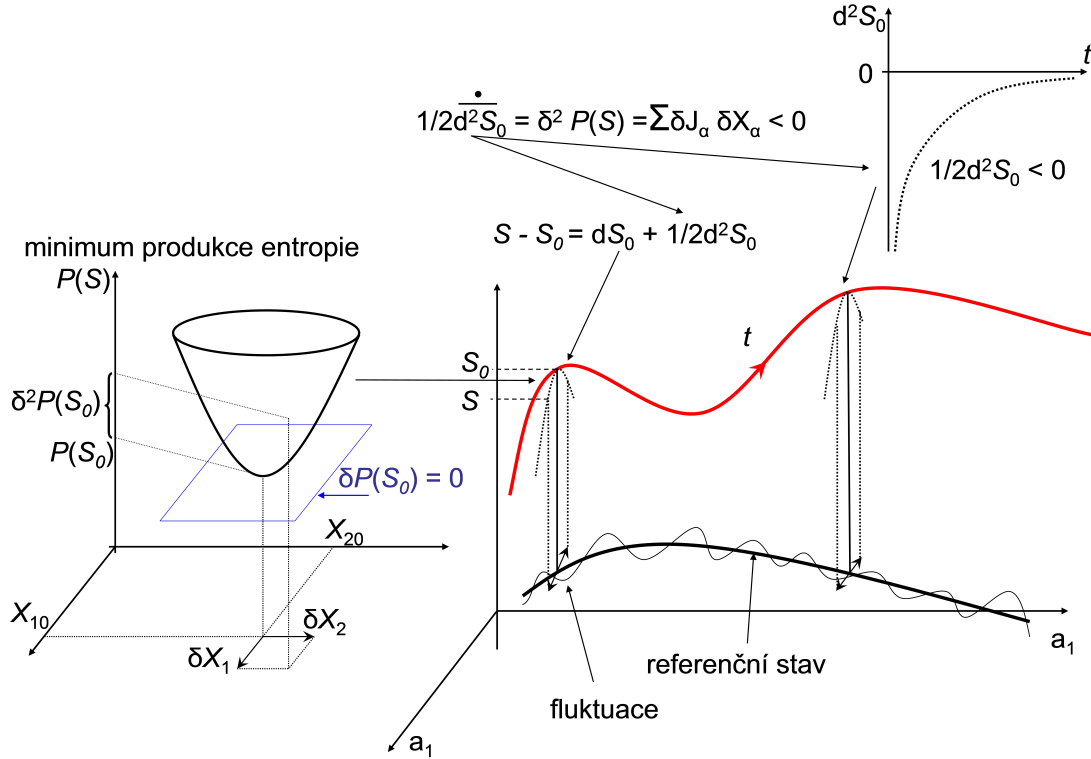 d²S₀
t
0
1/2d²S₀ < 0
1/2d²S₀̇ = δ² P(S) = ΣδJα δXα < 0
S - S₀ = dS₀ + 1/2d²S₀
minimum produkce entropie
P(S)
δ²P(S₀)
P(S₀)
δP(S₀) = 0
X₂₀
X₁₀
δX₂
δX₁
S₀
S
t
referenční stav
fluktuace
a₁
a₁